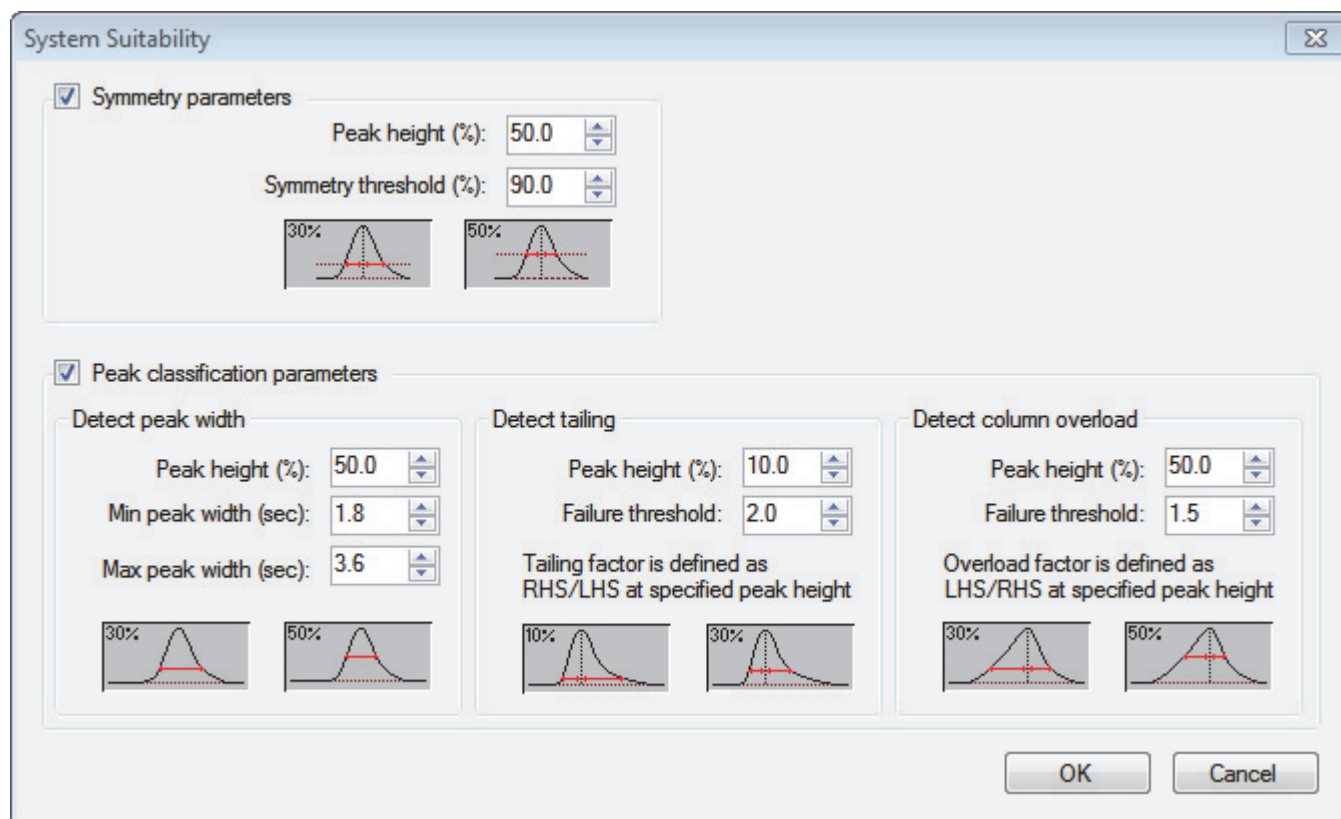 System Suitability
Symmetry parameters
Peak height (%): 50.0
Symmetry threshold (%): 90.0
30% 50%
Peak classification parameters
Detect peak width
Peak height (%): 50.0
Min peak width (sec): 1.8
Max peak width (sec): 3.6
30% 50%
Detect tailing
Peak height (%): 10.0
Failure threshold: 2.0
Tailing factor is defined as
RHS/LHS at specified peak height
10% 30%
Detect column overload
Peak height (%): 50.0
Failure threshold: 1.5
Overload factor is defined as
LHS/RHS at specified peak height
30% 50%
OK Cancel